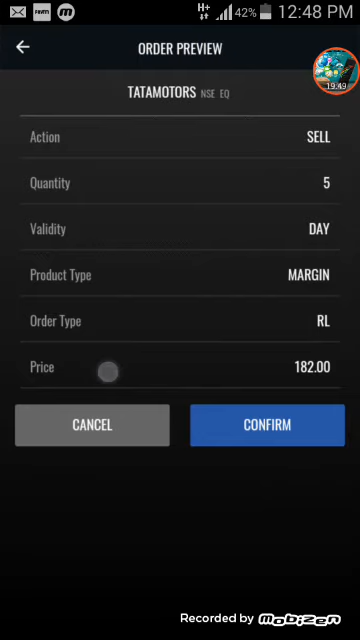 Paytm
m
H+
42%
12:48 PM
ORDER PREVIEW
19:49
TATAMOTORS NSE EQ
Action SELL
Quantity 5
Validity DAY
Product Type MARGIN
Order Type RL
Price 182.00
CANCEL CONFIRM
Recorded by mobizen